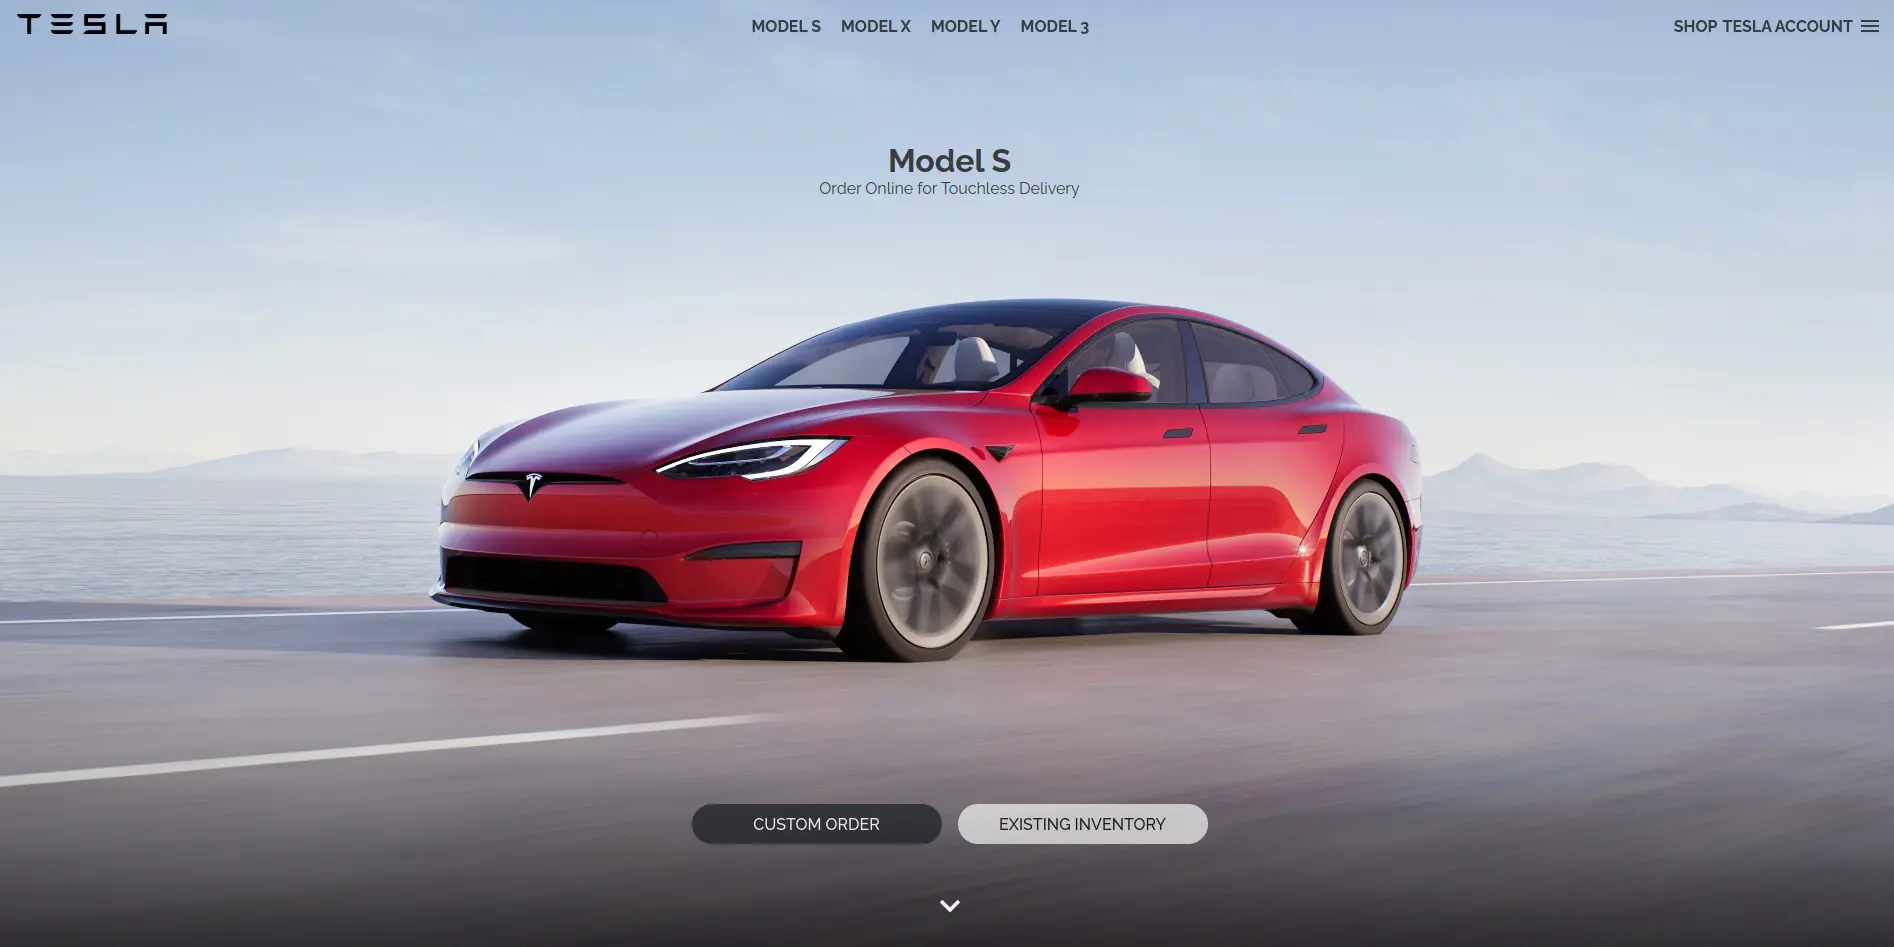 TESLA
MODEL S MODEL X MODEL Y MODEL 3
SHOP TESLA ACCOUNT
Model S
Order Online for Touchless Delivery
CUSTOM ORDER EXISTING INVENTORY